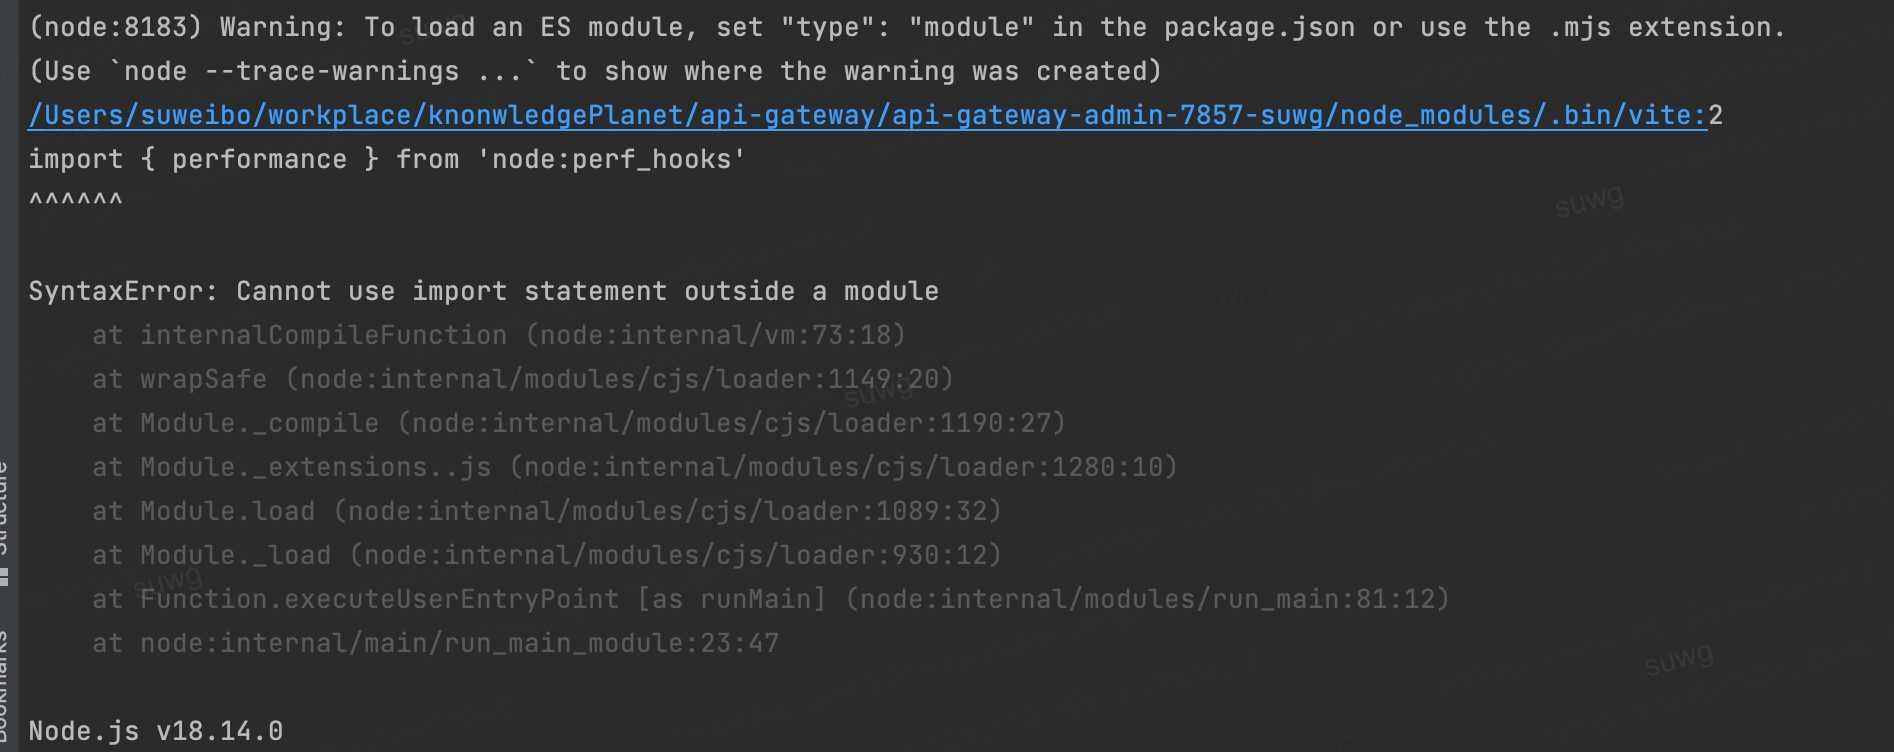 (node:8183) Warning: To load an ES module, set "type": "module" in the package.json or use the .mjs extension.
(Use `node --trace-warnings ...` to show where the warning was created)
/Users/suweibo/workplace/knonwledgePlanet/api-gateway/api-gateway-admin-7857-suwg/node_modules/.bin/vite:2
import { performance } from 'node:perf_hooks'
^^^^^^
suwg
SyntaxError: Cannot use import statement outside a module
suwg
at internalCompileFunction (node:internal/vm:73:18)
at wrapSafe (node:internal/modules/cjs/loader:1149:20)
suwg
at Module._compile (node:internal/modules/cjs/loader:1190:27)
at Module._extensions..js (node:internal/modules/cjs/loader:1280:10)
suwg
at Module.load (node:internal/modules/cjs/loader:1089:32)
at Module._load (node:internal/modules/cjs/loader:930:12)
suwg
at Function.executeUserEntryPoint [as runMain] (node:internal/modules/run_main:81:12)
at node:internal/main/run_main_module:23:47
suwg
Node.js v18.14.0
Structure
Bookmarks